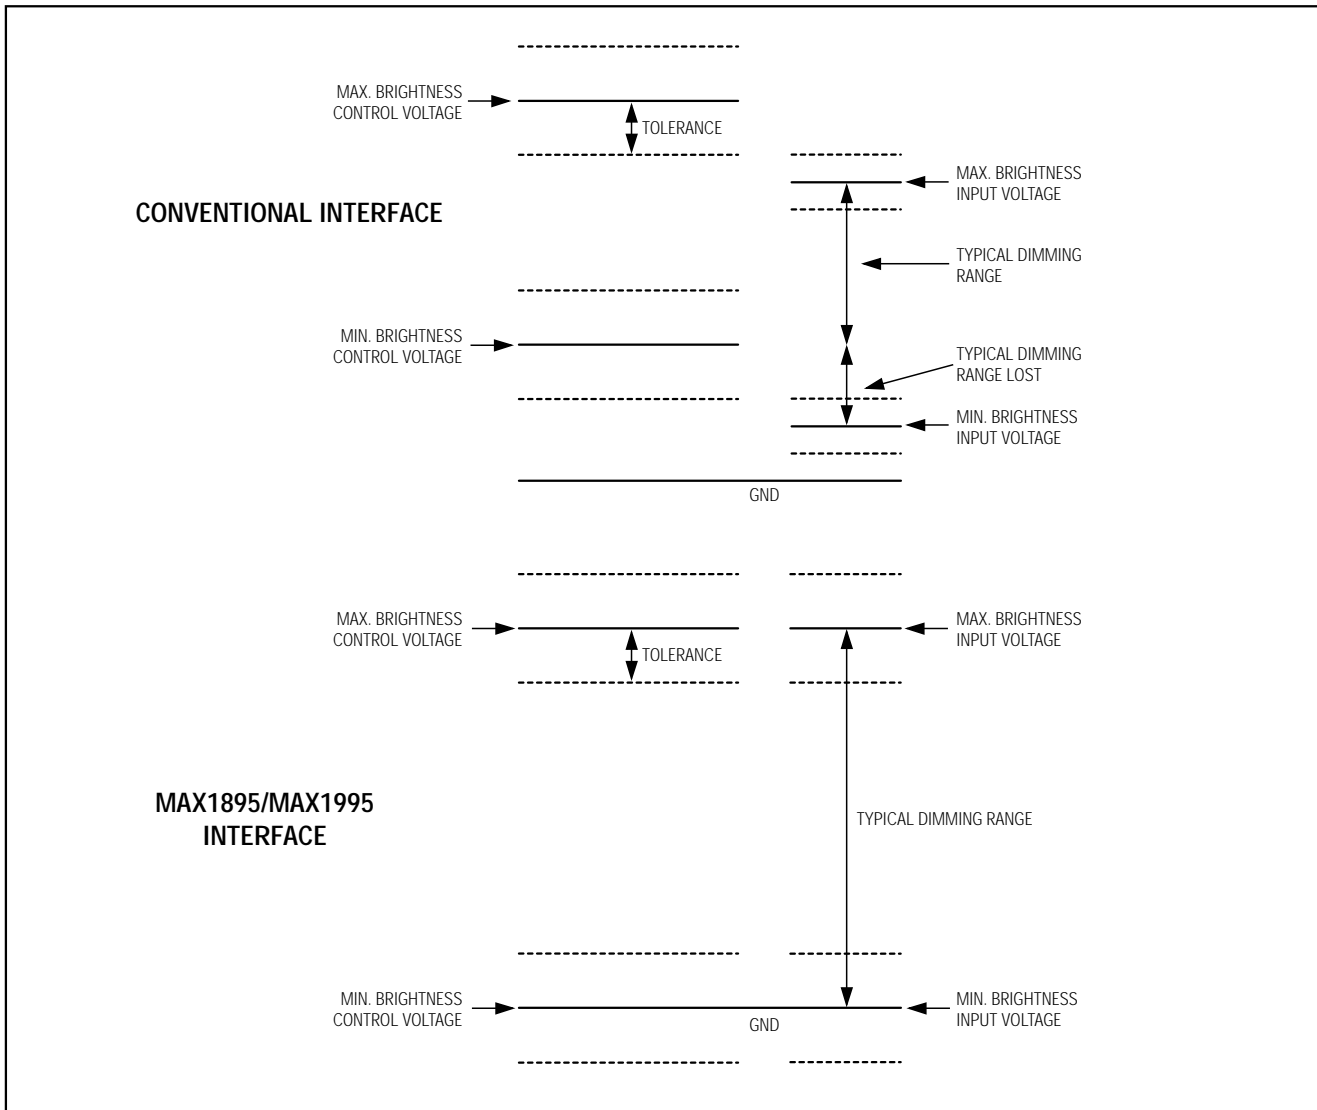 MAX. BRIGHTNESS
CONTROL VOLTAGE
TOLERANCE
MAX. BRIGHTNESS
INPUT VOLTAGE
CONVENTIONAL INTERFACE
TYPICAL DIMMING
RANGE
MIN. BRIGHTNESS
CONTROL VOLTAGE
TYPICAL DIMMING
RANGE LOST
MIN. BRIGHTNESS
INPUT VOLTAGE
GND
MAX. BRIGHTNESS
CONTROL VOLTAGE
TOLERANCE
MAX. BRIGHTNESS
INPUT VOLTAGE
MAX1895/MAX1995
INTERFACE
TYPICAL DIMMING RANGE
MIN. BRIGHTNESS
CONTROL VOLTAGE
GND
MIN. BRIGHTNESS
INPUT VOLTAGE